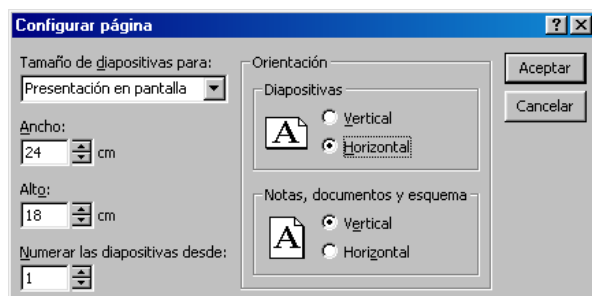 Configurar página
Tamaño de diapositivas para:
Presentación en pantalla
Ancho:
24 cm
Alto:
18 cm
Numerar las diapositivas desde:
1
Orientación
Diapositivas
A
Vertical
Horizontal
Notas, documentos y esquema
A
Vertical
Horizontal
Aceptar
Cancelar